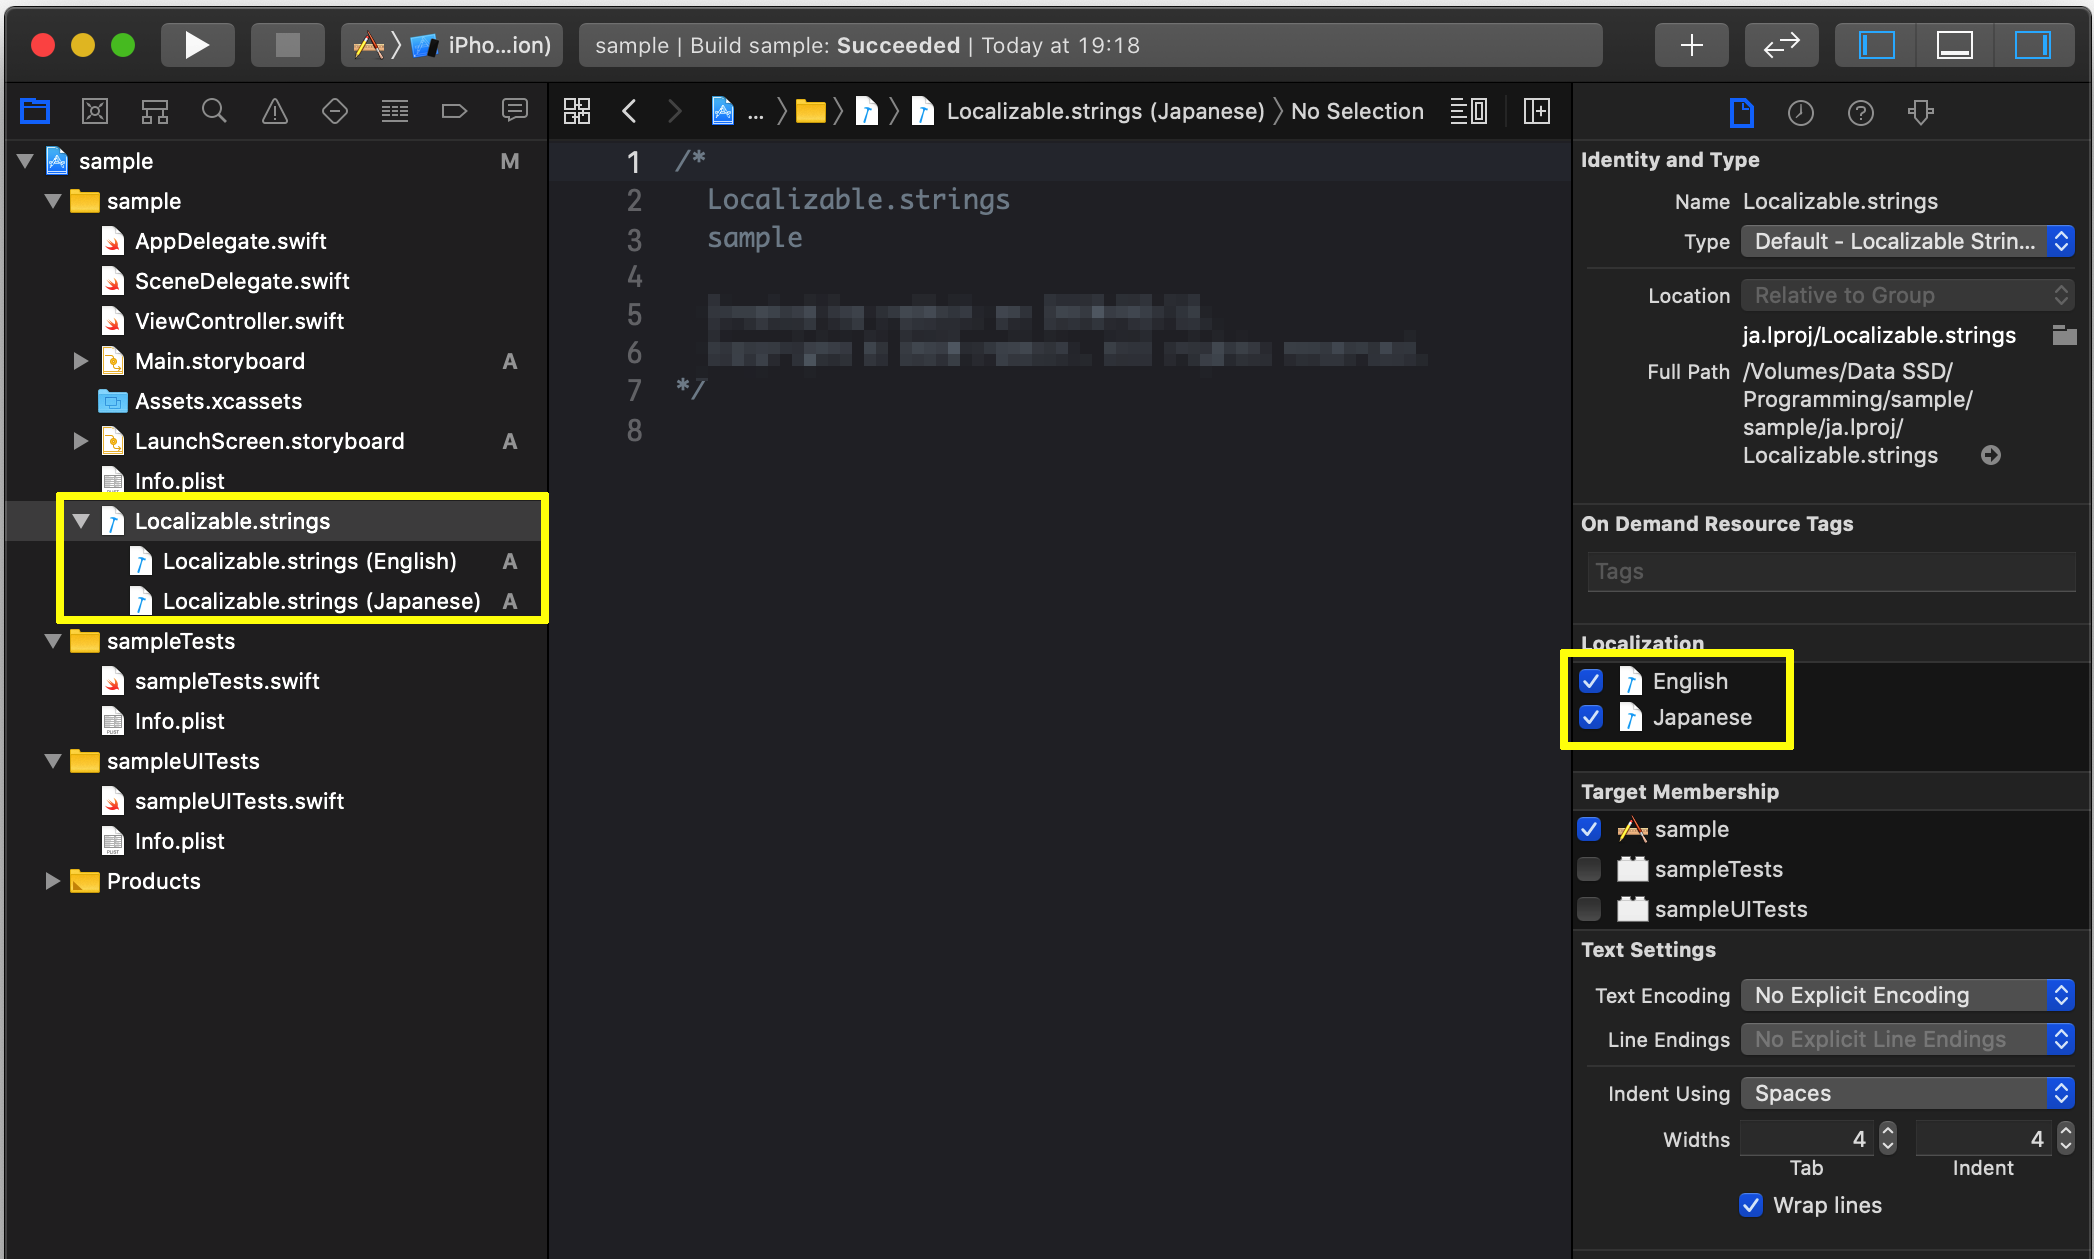 iPho...ion)
sample | Build sample: Succeeded | Today at 19:18
... Localizable.strings (Japanese) No Selection
sample M
sample
AppDelegate.swift
SceneDelegate.swift
ViewController.swift
Main.storyboard A
Assets.xcassets
LaunchScreen.storyboard A
Info.plist
Localizable.strings
Localizable.strings (English) A
Localizable.strings (Japanese) A
sampleTests
sampleTests.swift
Info.plist
sampleUITests
sampleUITests.swift
Info.plist
Products
1 /*
2 Localizable.strings
3 sample
4
5
6
7 */
8
Identity and Type
Name Localizable.strings
Type Default - Localizable Strin...
Location Relative to Group
ja.lproj/Localizable.strings
Full Path /Volumes/Data SSD/
Programming/sample/
sample/ja.lproj/
Localizable.strings
On Demand Resource Tags
Tags
Localization
English
Japanese
Target Membership
sample
sampleTests
sampleUITests
Text Settings
Text Encoding No Explicit Encoding
Line Endings No Explicit Line Endings
Indent Using Spaces
Widths 4 4
Tab Indent
Wrap lines